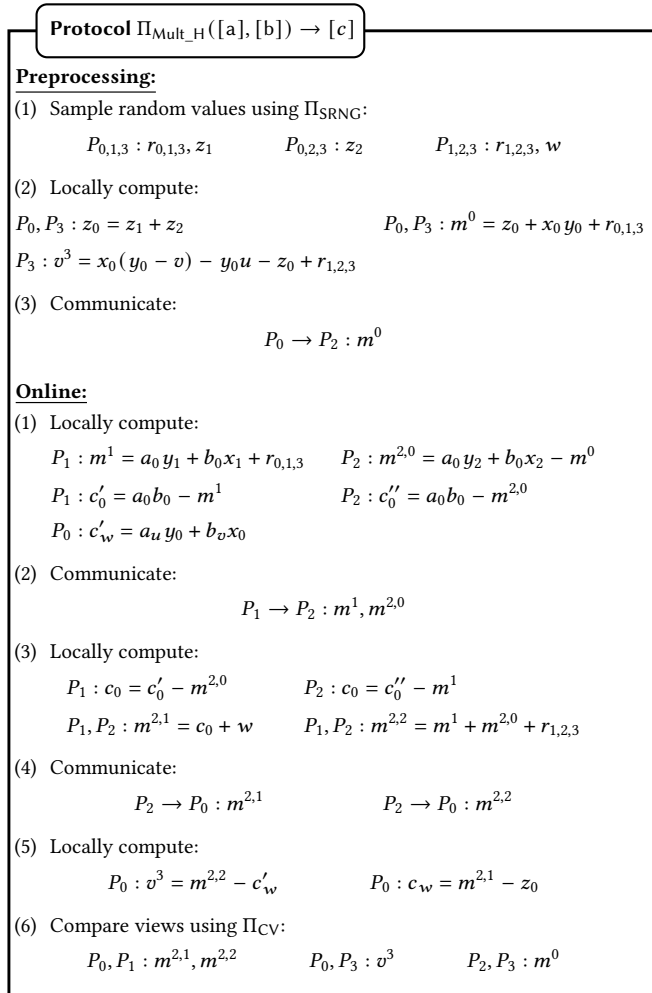 Protocol Π_Mult_H([a], [b]) → [c]
Preprocessing:
(1) Sample random values using Π_SRNG:
P_{0,1,3} : r_{0,1,3}, z_1 P_{0,2,3} : z_2 P_{1,2,3} : r_{1,2,3}, w
(2) Locally compute:
P_0, P_3 : z_0 = z_1 + z_2 P_0, P_3 : m^0 = z_0 + x_0 y_0 + r_{0,1,3}
P_3 : v^3 = x_0(y_0 − v) − y_0 u − z_0 + r_{1,2,3}
(3) Communicate:
P_0 → P_2 : m^0
Online:
(1) Locally compute:
P_1 : m^1 = a_0 y_1 + b_0 x_1 + r_{0,1,3} P_2 : m^{2,0} = a_0 y_2 + b_0 x_2 − m^0
P_1 : c'_0 = a_0 b_0 − m^1 P_2 : c''_0 = a_0 b_0 − m^{2,0}
P_0 : c'_w = a_u y_0 + b_v x_0
(2) Communicate:
P_1 → P_2 : m^1, m^{2,0}
(3) Locally compute:
P_1 : c_0 = c'_0 − m^{2,0} P_2 : c_0 = c''_0 − m^1
P_1, P_2 : m^{2,1} = c_0 + w P_1, P_2 : m^{2,2} = m^1 + m^{2,0} + r_{1,2,3}
(4) Communicate:
P_2 → P_0 : m^{2,1} P_2 → P_0 : m^{2,2}
(5) Locally compute:
P_0 : v^3 = m^{2,2} − c'_w P_0 : c_w = m^{2,1} − z_0
(6) Compare views using Π_CV:
P_0, P_1 : m^{2,1}, m^{2,2} P_0, P_3 : v^3 P_2, P_3 : m^0